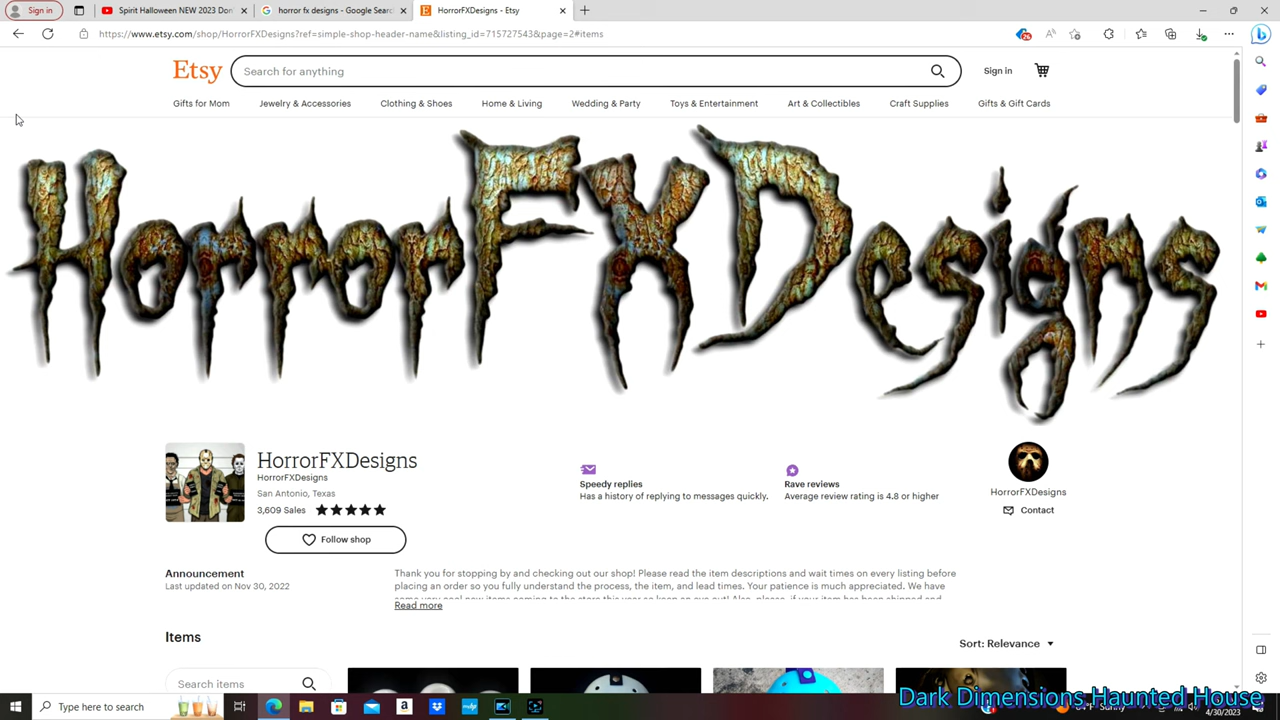 Sign in
Spirit Halloween NEW 2023 Dor
horror fx designs - Google Searc
HorrorFXDesigns - Etsy
https://www.etsy.com/shop/HorrorFXDesigns?ref=simple-shop-header-name&listing_id=715727543&page=2#items
26
Etsy
Search for anything
Sign in
Gifts for Mom
Jewelry & Accessories
Clothing & Shoes
Home & Living
Wedding & Party
Toys & Entertainment
Art & Collectibles
Craft Supplies
Gifts & Gift Cards
HorrorFXDesigns
HorrorFXDesigns
HorrorFXDesigns
San Antonio, Texas
3,609 Sales
Follow shop
Speedy replies
Has a history of replying to messages quickly.
Rave reviews
Average review rating is 4.8 or higher
HorrorFXDesigns
Contact
Announcement
Last updated on Nov 30, 2022
Thank you for stopping by and checking out our shop! Please read the item descriptions and wait times on every listing before
placing an order so you fully understand the process, the item, and lead times. Your patience is much appreciated. We have
Read more
Items
Sort: Relevance
Search items
Type here to search
Dark Dimensions Haunted House
4/30/2023